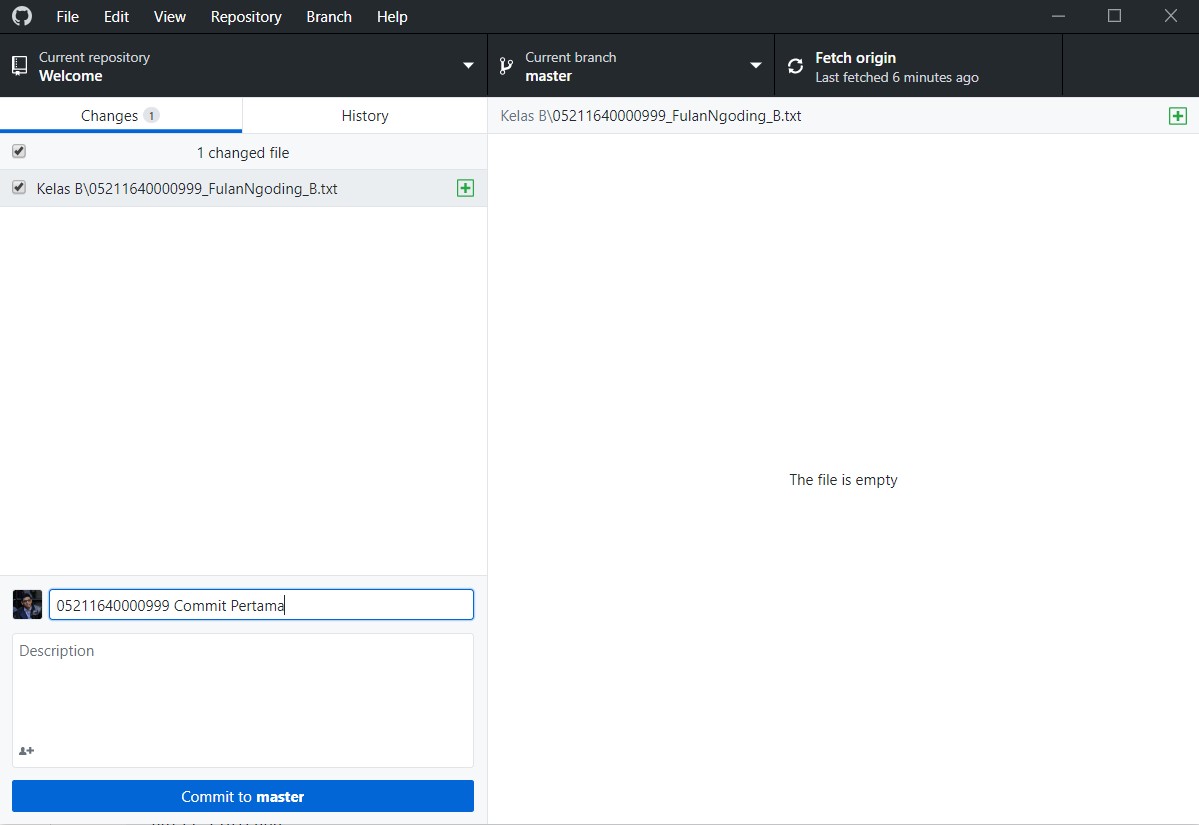 File Edit View Repository Branch Help
Current repository
Welcome
Current branch
master
Fetch origin
Last fetched 6 minutes ago
Changes 1
History
Kelas B\05211640000999_FulanNgoding_B.txt
1 changed file
Kelas B\05211640000999_FulanNgoding_B.txt
The file is empty
05211640000999 Commit Pertama
Description
Commit to master